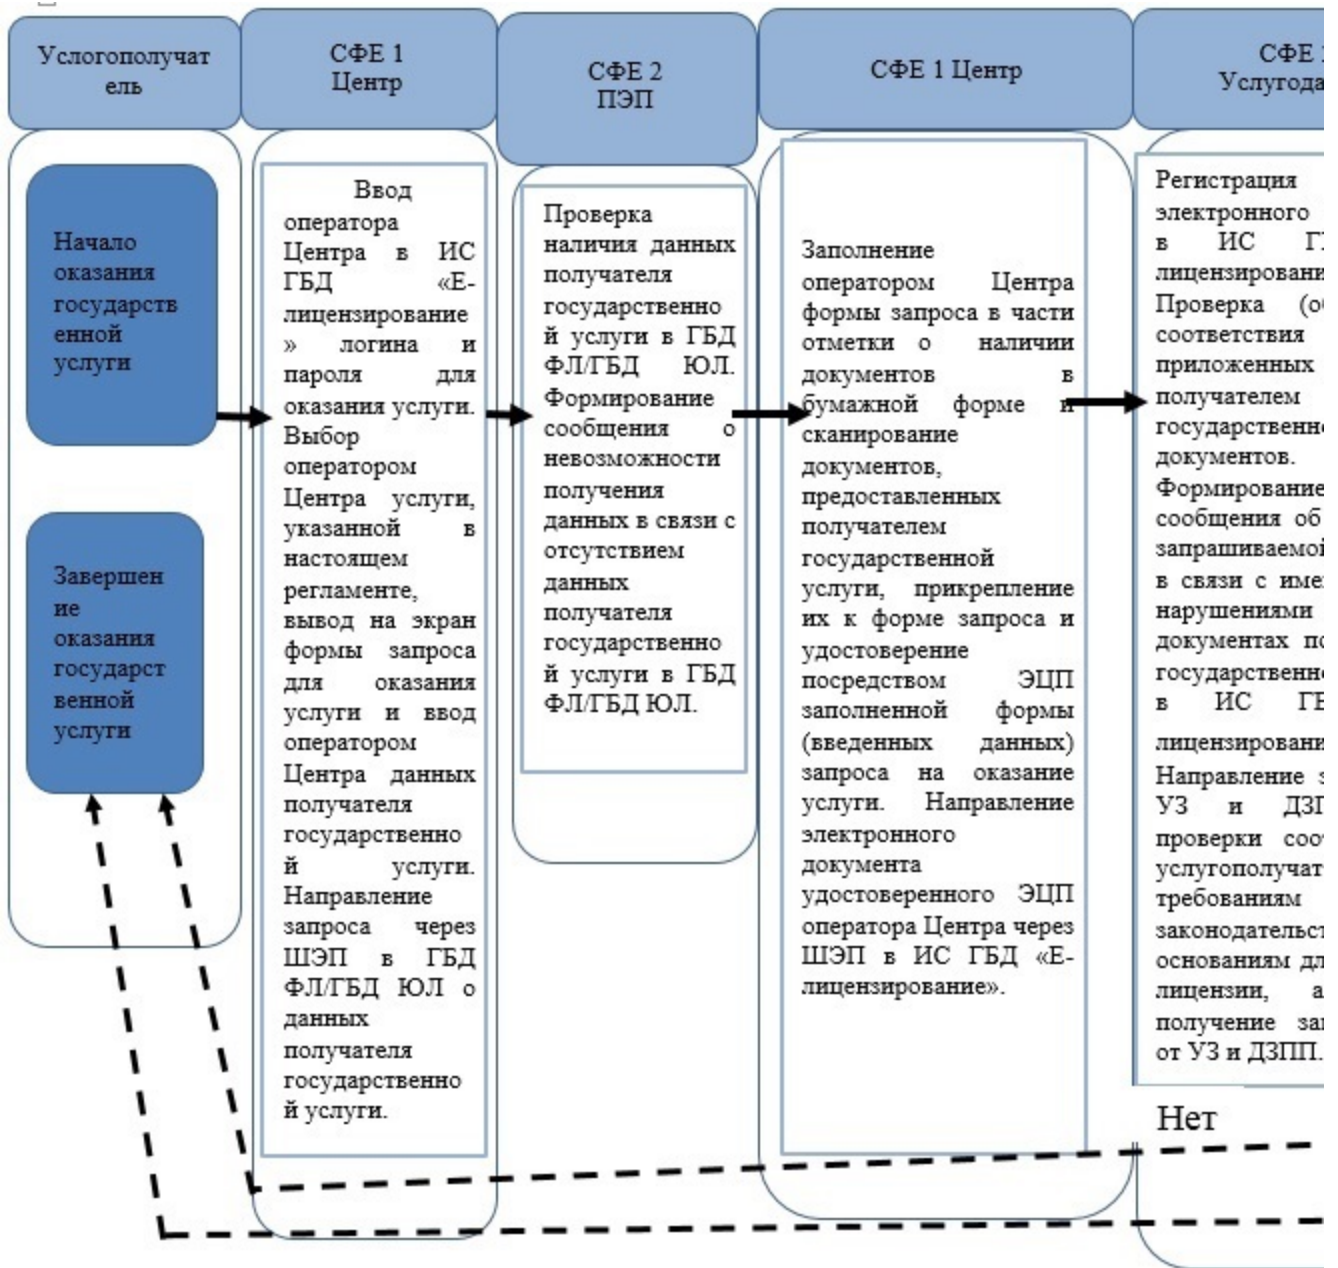 Услогополучат
ель
СФЕ 1
Центр
СФЕ 2
ПЭП
СФЕ 1 Центр
СФЕ
Начало
оказания
государств
енной
услуги
Завершен
ие
оказания
государст
венной
услуги
Ввод
оператора
Центра в ИС
ГБД «Е-
лицензирование
» логина и
пароля для
оказания услуги.
Выбор
оператором
Центра услуги,
указанной в
настоящем
регламенте,
вывод на экран
формы запроса
для оказания
услуги и ввод
оператором
Центра данных
получателя
государственно
й услуги.
Направление
запроса через
ШЭП в ГБД
ФЛ/ГБД ЮЛ о
данных
получателя
государственно
й услуги.
Проверка
наличия данных
получателя
государственно
й услуги в ГБД
ФЛ/ГБД ЮЛ.
Формирование
сообщения о
невозможности
получения
данных в связи с
отсутствием
данных
получателя
государственно
й услуги в ГБД
ФЛ/ГБД ЮЛ.
Заполнение
оператором Центра
формы запроса в части
отметки о наличии
документов в
бумажной форме и
сканирование
документов,
предоставленных
получателем
государственной
услуги, прикрепление
их к форме запроса и
удостоверение
посредством ЭЦП
заполненной формы
(введенных данных)
запроса на оказание
услуги. Направление
электронного
документа
удостоверенного ЭЦП
оператора Центра через
ШЭП в ИС ГБД «Е-
лицензирование».
Регистрация
электронного
в ИС
Проверка
соответствия
приложенных
получателем
документов.
Формирование
сообщения об
в связи с
нарушениями
документах
в ИС
Направление
УЗ и
проверки
требованиям
основаниям
лицензии,
получение
от УЗ и ДЗПП.
Нет